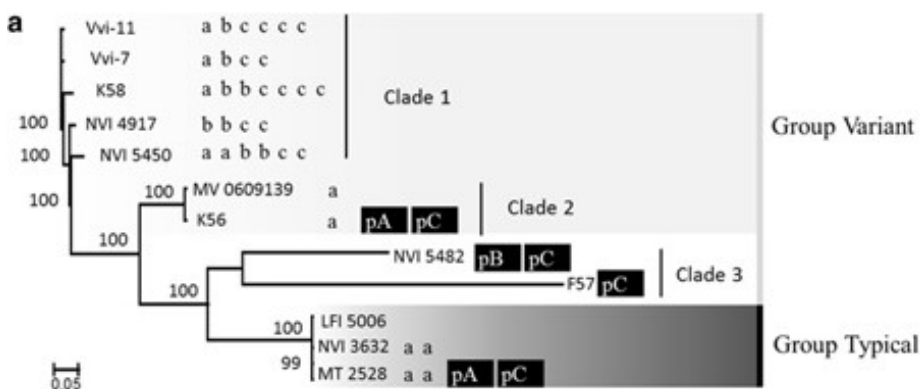 a
Vvi-11 a b c c c c
Vvi-7 a b c c
K58 a b b c c c c
Clade 1
100 NVI 4917 b b c c
Group Variant
100 NVI 5450 a a b b c c
100
100 MV 0609139 a
K56 a pA pC
Clade 2
100
NVI 5482 pB pC
F57 pC
Clade 3
100
LFI 5006
100
NVI 3632 a a
Group Typical
99 MT 2528 a a pA pC
0.05